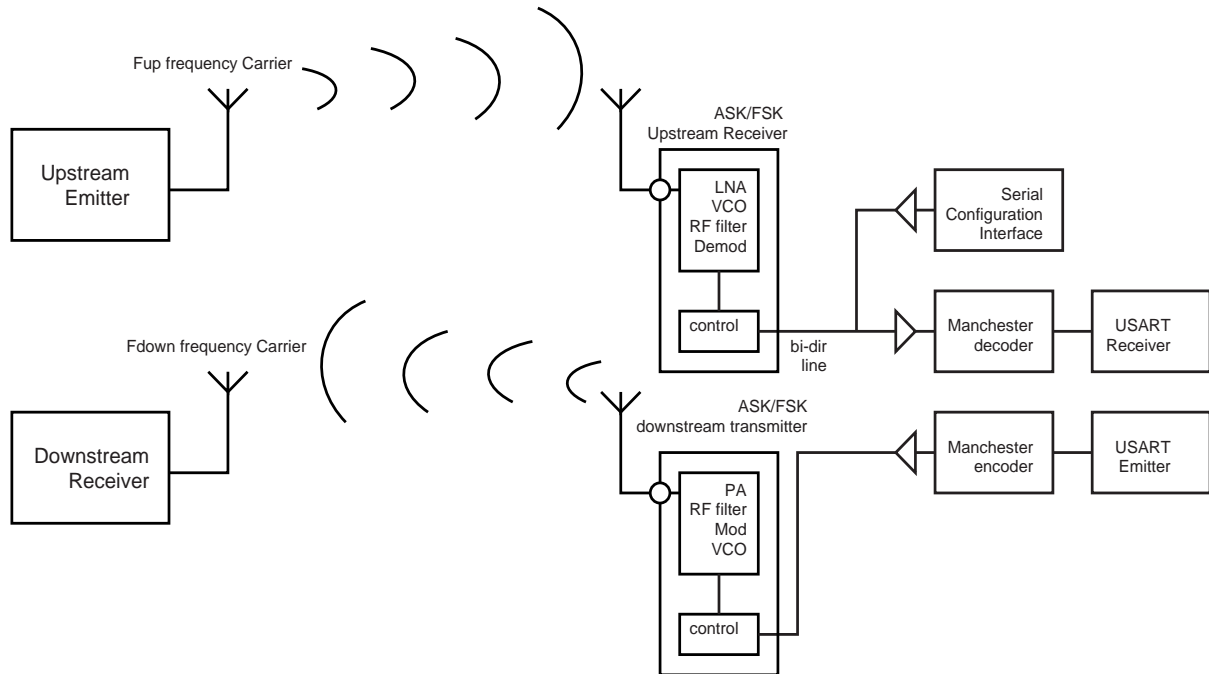 Fup frequency Carrier
ASK/FSK
Upstream Receiver
Upstream
Emitter
LNA
VCO
RF filter
Demod
Serial
Configuration
Interface
control
bi-dir
line
Manchester
decoder
USART
Receiver
Fdown frequency Carrier
ASK/FSK
downstream transmitter
Downstream
Receiver
PA
RF filter
Mod
VCO
Manchester
encoder
USART
Emitter
control